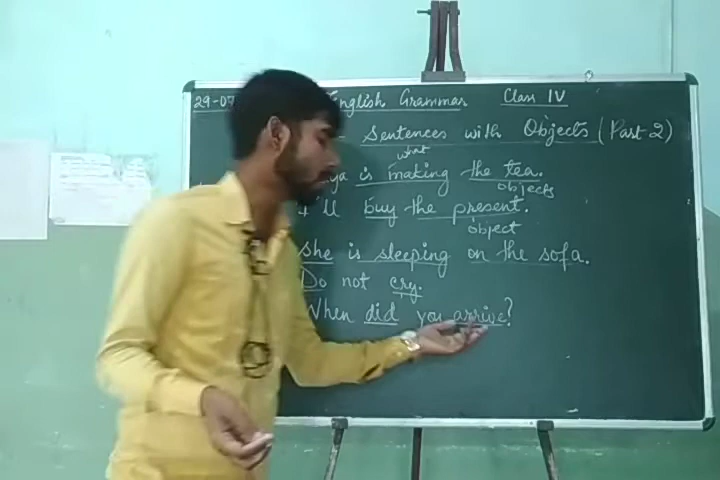 29-07 English Grammar Class IV
Sentences with Objects (Part 2)
what
is making the tea.
objects
buy the present.
object
She is sleeping on the sofa.
Do not cry.
When did you arrive?